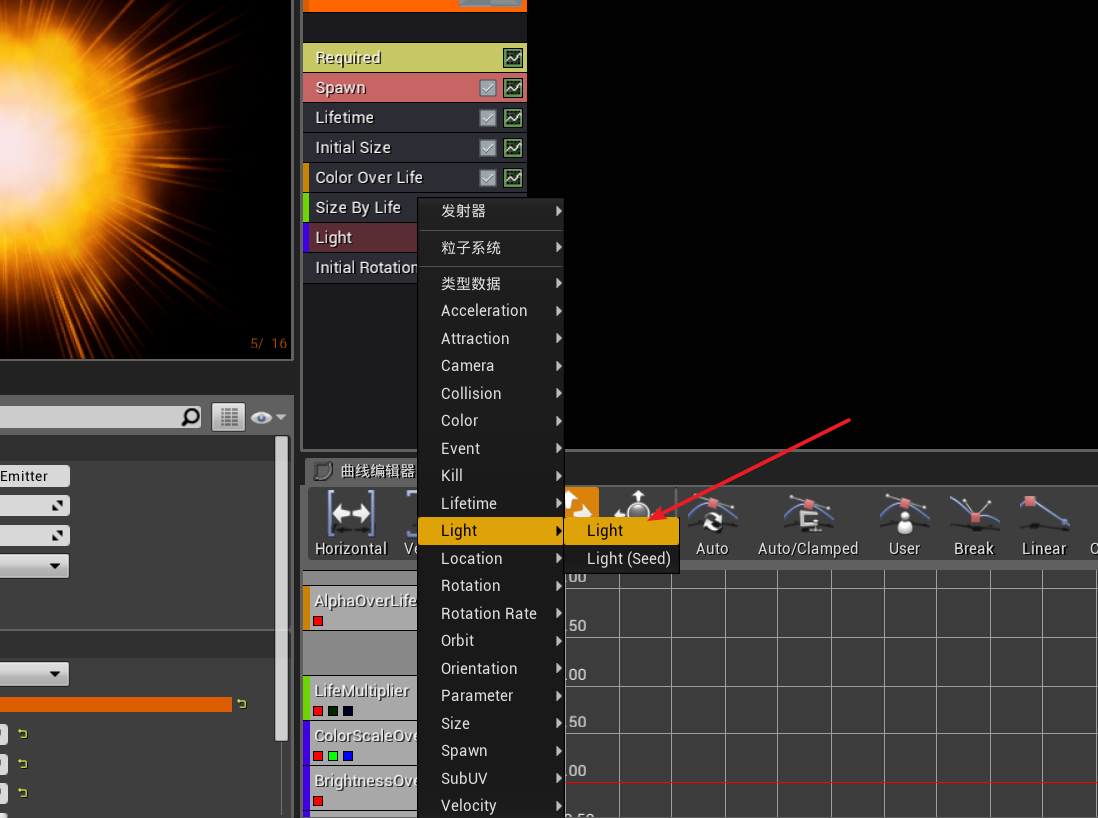 Required
Spawn
Lifetime
Initial Size
Color Over Life
Size By Life
Light
Initial Rotation
5/ 16
发射器
粒子系统
类型数据
Acceleration
Attraction
Camera
Collision
Color
Event
Kill
Lifetime
Light
Location
Rotation
Rotation Rate
Orbit
Orientation
Parameter
Size
Spawn
SubUV
Velocity
Light
Light (Seed)
Emitter
曲线编辑器
Horizontal
Ve
Auto
Auto/Clamped
User
Break
Linear
C
AlphaOverLife
LifeMultiplier
ColorScaleOve
BrightnessOve
.00
.50
.00
.50
.00